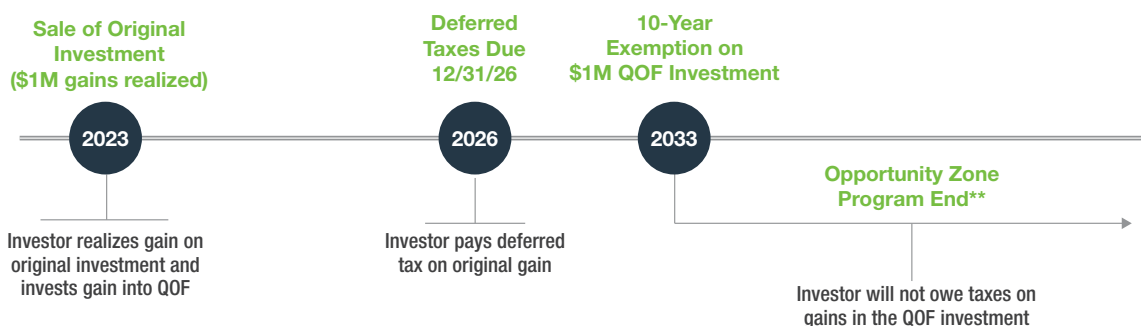 Sale of Original
Investment
($1M gains realized)
Deferred
Taxes Due
12/31/26
10-Year
Exemption on
$1M QOF Investment
2023
2026
2033
Opportunity Zone
Program End**
Investor realizes gain on
original investment and
invests gain into QOF
Investor pays deferred
tax on original gain
Investor will not owe taxes on
gains in the QOF investment